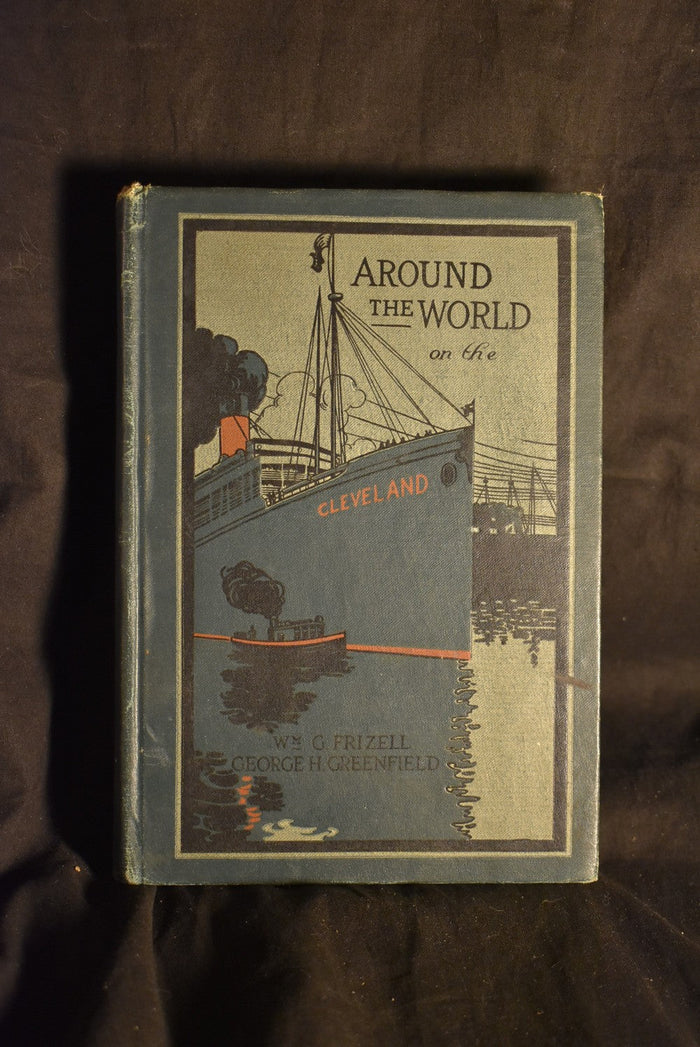 AROUND
THE WORLD
on the
CLEVELAND
WM G FRIZELL
GEORGE H. GREENFIELD